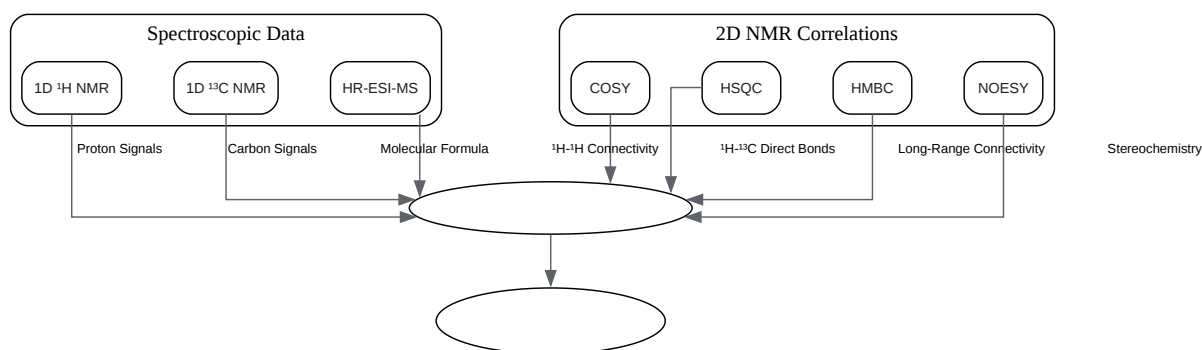 Spectroscopic Data
2D NMR Correlations
1D ¹H NMR
1D ¹³C NMR
HR-ESI-MS
COSY
HSQC
HMBC
NOESY
Proton Signals
Carbon Signals
Molecular Formula
¹H-¹H Connectivity
¹H-¹³C Direct Bonds
Long-Range Connectivity
Stereochemistry